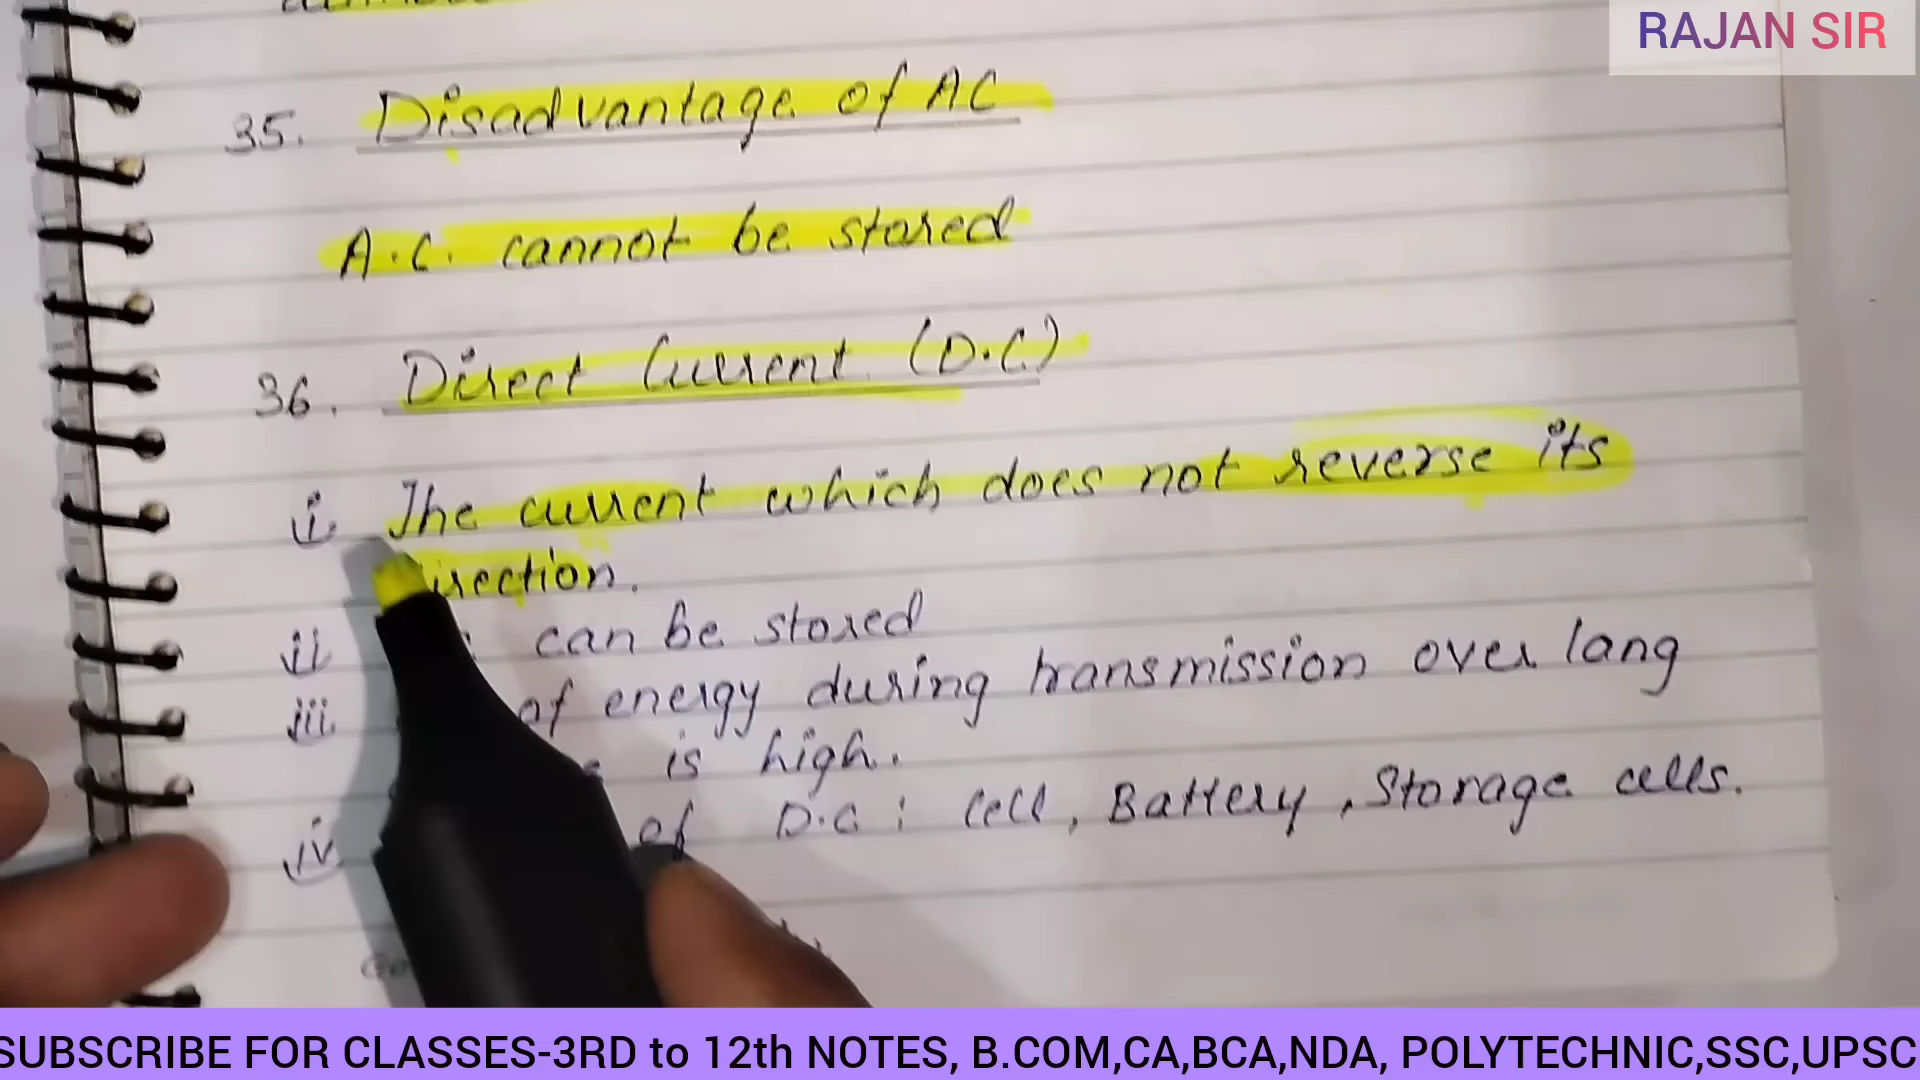 RAJAN SIR
35. Disadvantage of AC
A.C. cannot be stored
36. Direct Current (D.C.)
i The current which does not reverse its
irection.
ii can be stored
iii of energy during transmission over lang
is high.
iv of D.C : Cell, Battery, Storage cells.
SUBSCRIBE FOR CLASSES-3RD to 12th NOTES, B.COM,CA,BCA,NDA, POLYTECHNIC,SSC,UPSC